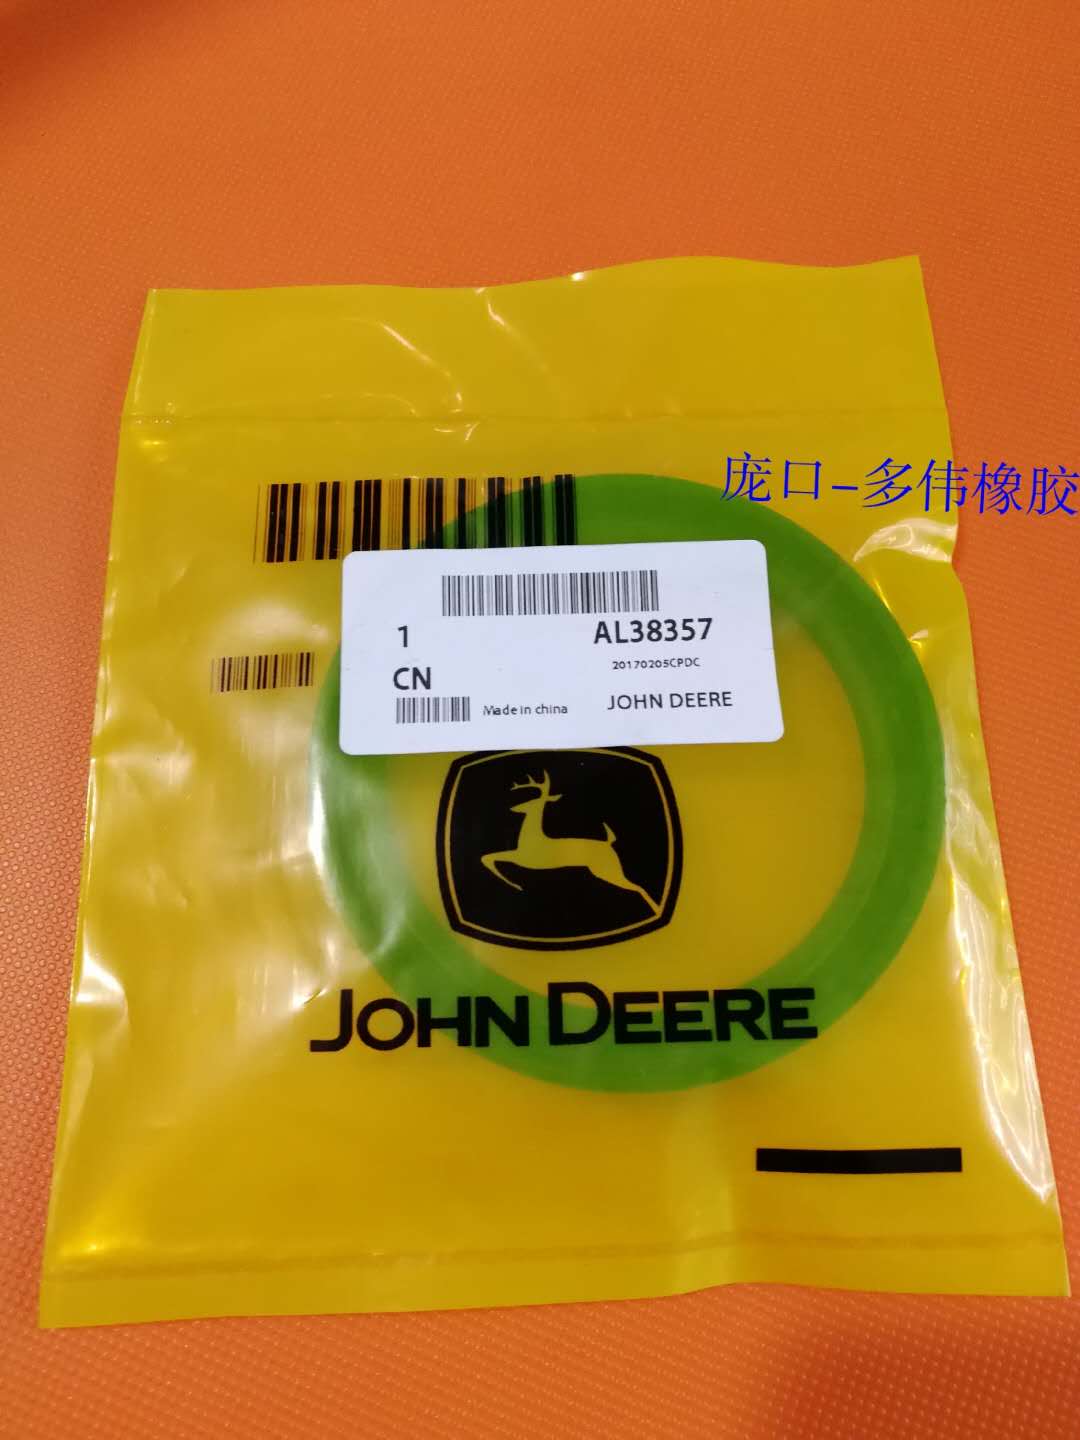 庞口-多伟橡胶
1
AL38357
20170205CPDC
CN
Made in china
JOHN DEERE
JOHN DEERE